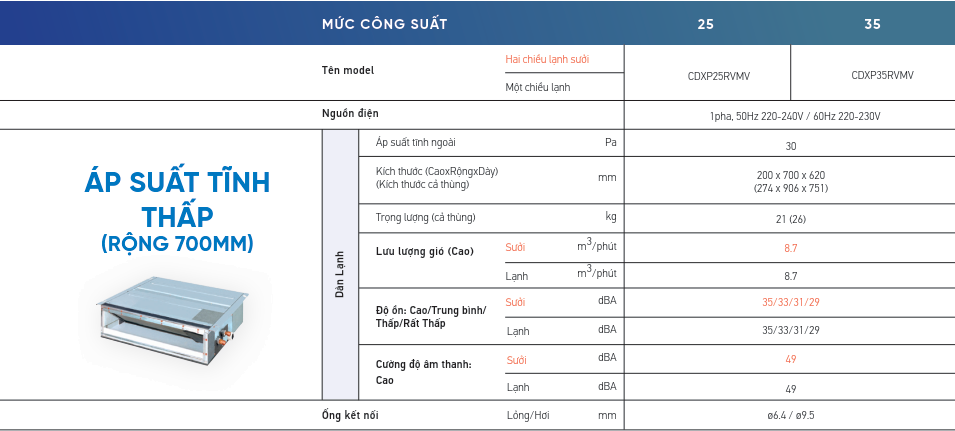 MỨC CÔNG SUẤT 25 35
Tên model Hai chiều lạnh sưởi CDXP25RVMV CDXP35RVMV
Một chiều lạnh
Nguồn điện 1pha, 50Hz 220-240V / 60Hz 220-230V
ÁP SUẤT TĨNH
THẤP
(RỘNG 700MM)
Dàn Lạnh
Áp suất tĩnh ngoài Pa 30
Kích thước (CaoxRộngxDày) mm 200 x 700 x 620
(Kích thước cả thùng) (274 x 906 x 751)
Trọng lượng (cả thùng) kg 21 (26)
Lưu lượng gió (Cao) Sưởi m3/phút 8.7
Lạnh m3/phút 8.7
Độ ồn: Cao/Trung bình/
Thấp/Rất Thấp
Sưởi dBA 35/33/31/29
Lạnh dBA 35/33/31/29
Cường độ âm thanh:
Cao
Sưởi dBA 49
Lạnh dBA 49
Ống kết nối Lỏng/Hơi mm ø6.4 / ø9.5